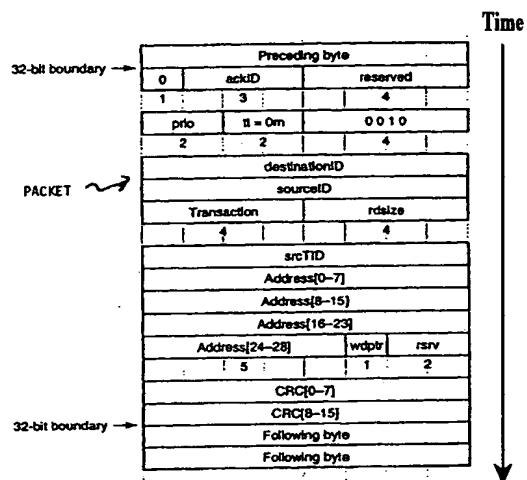 Time
Preceding byte
32-bit boundary
0 ackID reserved
1 3 4
prio tt = 0m 0 0 1 0
2 2 4
destinationID
PACKET
sourceID
Transaction rdsize
4 4
srcTID
Address[0–7]
Address[8–15]
Address[16–23]
Address[24–28] wdptr rsrv
5 1 2
CRC[0–7]
CRC[8–15]
32-bit boundary
Following byte
Following byte